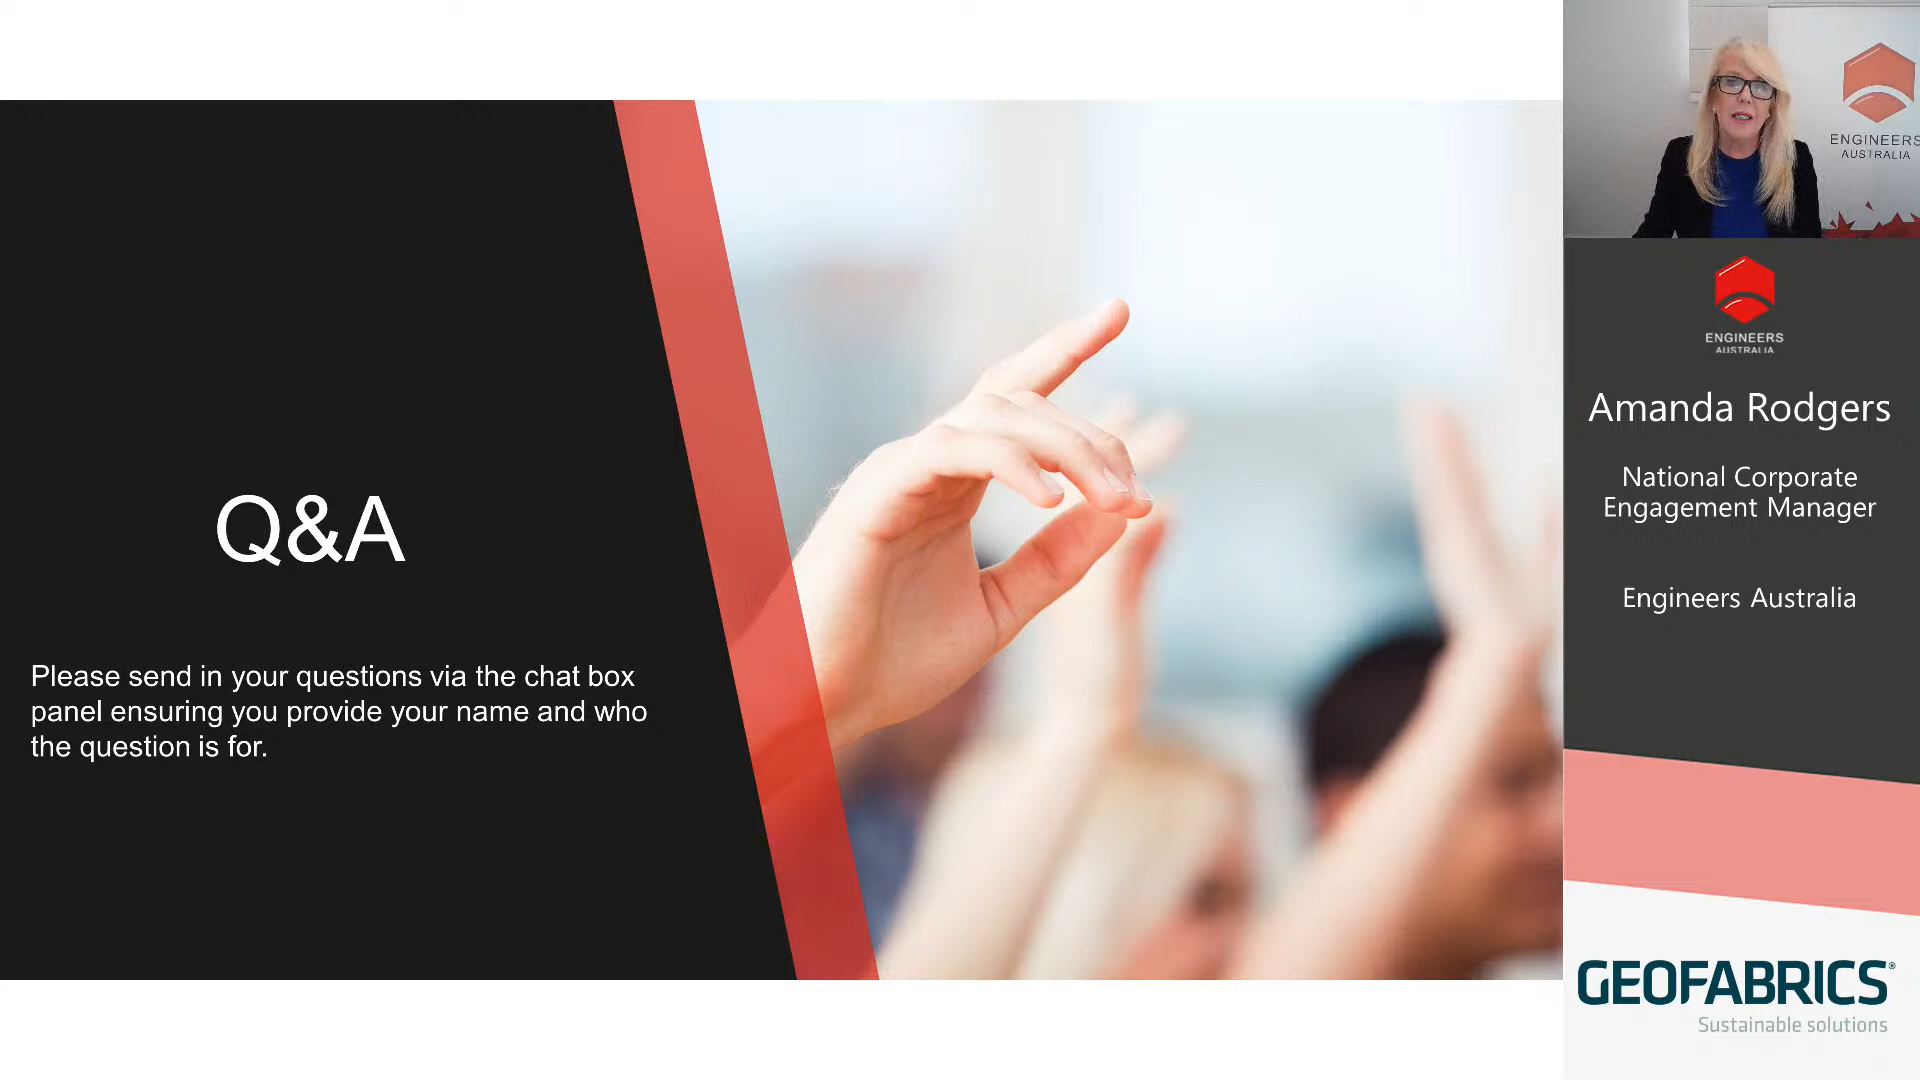 Q&A
Please send in your questions via the chat box
panel ensuring you provide your name and who
the question is for.
ENGINEERS
AUSTRALIA
ENGINEERS
AUSTRALIA
Amanda Rodgers
National Corporate
Engagement Manager
Engineers Australia
GEOFABRICS®
Sustainable solutions